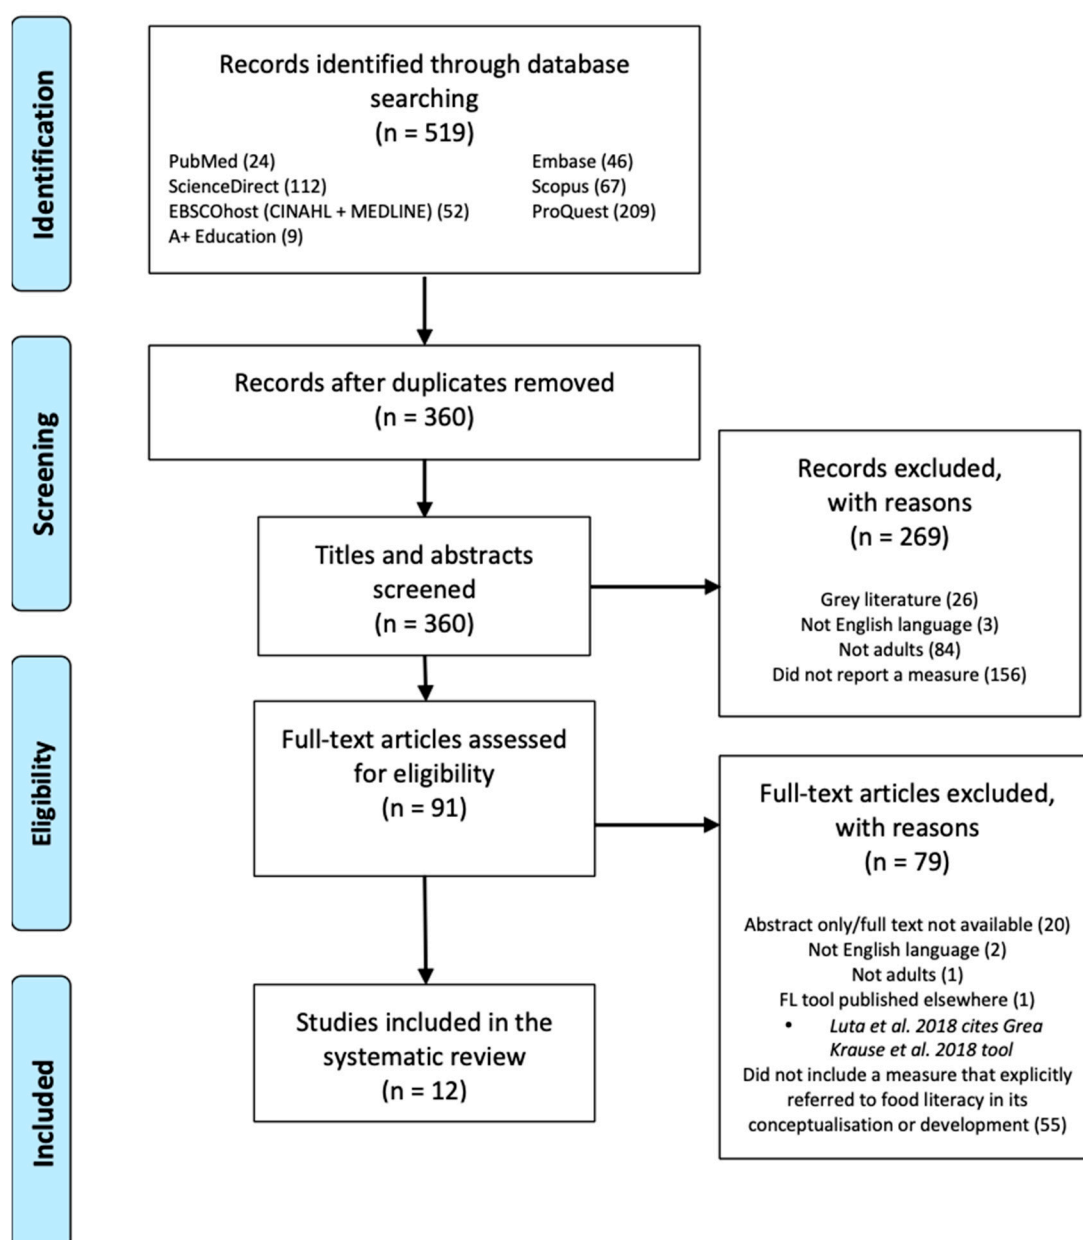 Identification
Records identified through database
searching
(n = 519)
PubMed (24)
ScienceDirect (112)
EBSCOhost (CINAHL + MEDLINE) (52)
A+ Education (9)
Embase (46)
Scopus (67)
ProQuest (209)
Screening
Records after duplicates removed
(n = 360)
Titles and abstracts
screened
(n = 360)
Records excluded,
with reasons
(n = 269)
Grey literature (26)
Not English language (3)
Not adults (84)
Did not report a measure (156)
Eligibility
Full-text articles assessed
for eligibility
(n = 91)
Full-text articles excluded,
with reasons
(n = 79)
Abstract only/full text not available (20)
Not English language (2)
Not adults (1)
FL tool published elsewhere (1)
• Luta et al. 2018 cites Grea
Krause et al. 2018 tool
Did not include a measure that explicitly
referred to food literacy in its
conceptualisation or development (55)
Included
Studies included in the
systematic review
(n = 12)